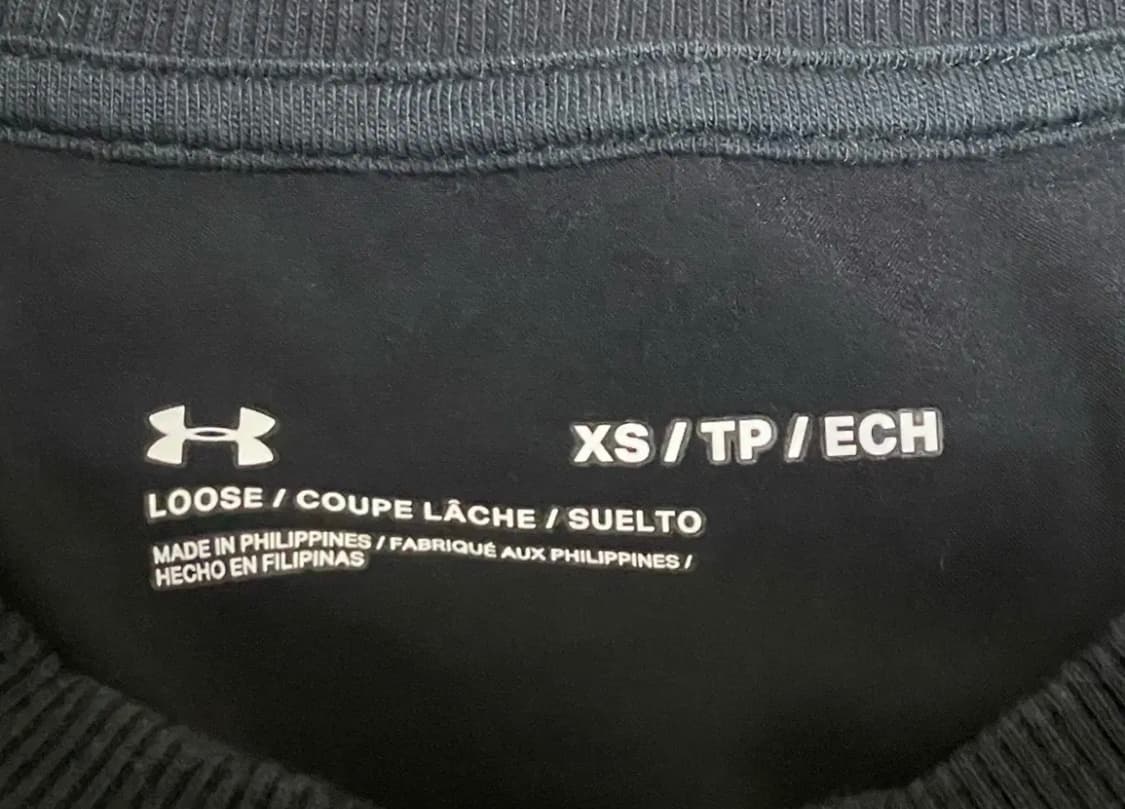 XS / TP / ECH
LOOSE / COUPE LÂCHE / SUELTO
MADE IN PHILIPPINES / FABRIQUÉ AUX PHILIPPINES /
HECHO EN FILIPINAS